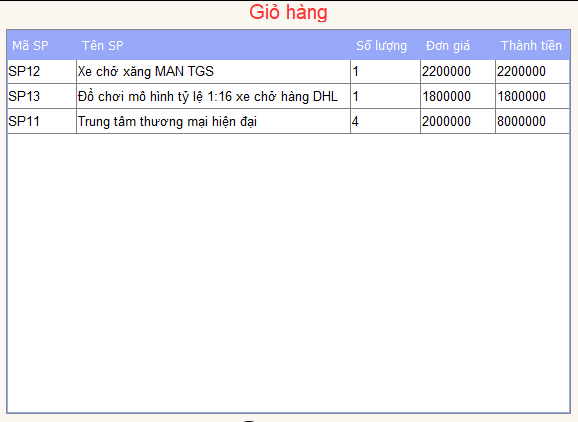 Giỏ hàng
Mã SP Tên SP Số lượng Đơn giá Thành tiền
SP12 Xe chở xăng MAN TGS 1 2200000 2200000
SP13 Đồ chơi mô hình tỷ lệ 1:16 xe chở hàng DHL 1 1800000 1800000
SP11 Trung tâm thương mại hiện đại 4 2000000 8000000